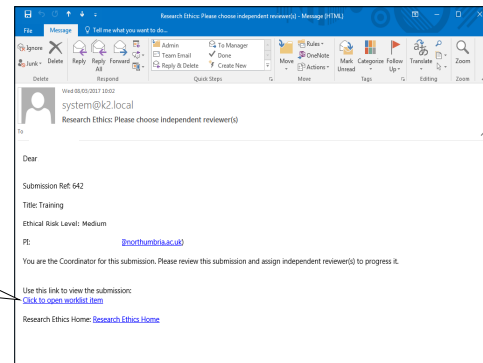 Research Ethics: Please choose independent reviewer(s) - Message (HTML)
File Message Tell me what you want to do...
Ignore
Junk
Delete
Reply
Reply All
Forward
Admin
Team Email
Reply & Delete
To Manager
Done
Create New
Move
Rules
OneNote
Actions
Mark Unread
Categorize
Follow Up
Translate
Zoom
Delete Respond Quick Steps Move Tags Editing Zoom
Wed 08/03/2017 10:02
system@k2.local
Research Ethics: Please choose independent reviewer(s)
To
Dear
Submission Ref: 642
Title: Training
Ethical Risk Level: Medium
PI: @northumbria.ac.uk)
You are the Coordinator for this submission. Please review this submission and assign independent reviewer(s) to progress it.
Use this link to view the submission:
Click to open worklist item
Research Ethics Home: Research Ethics Home